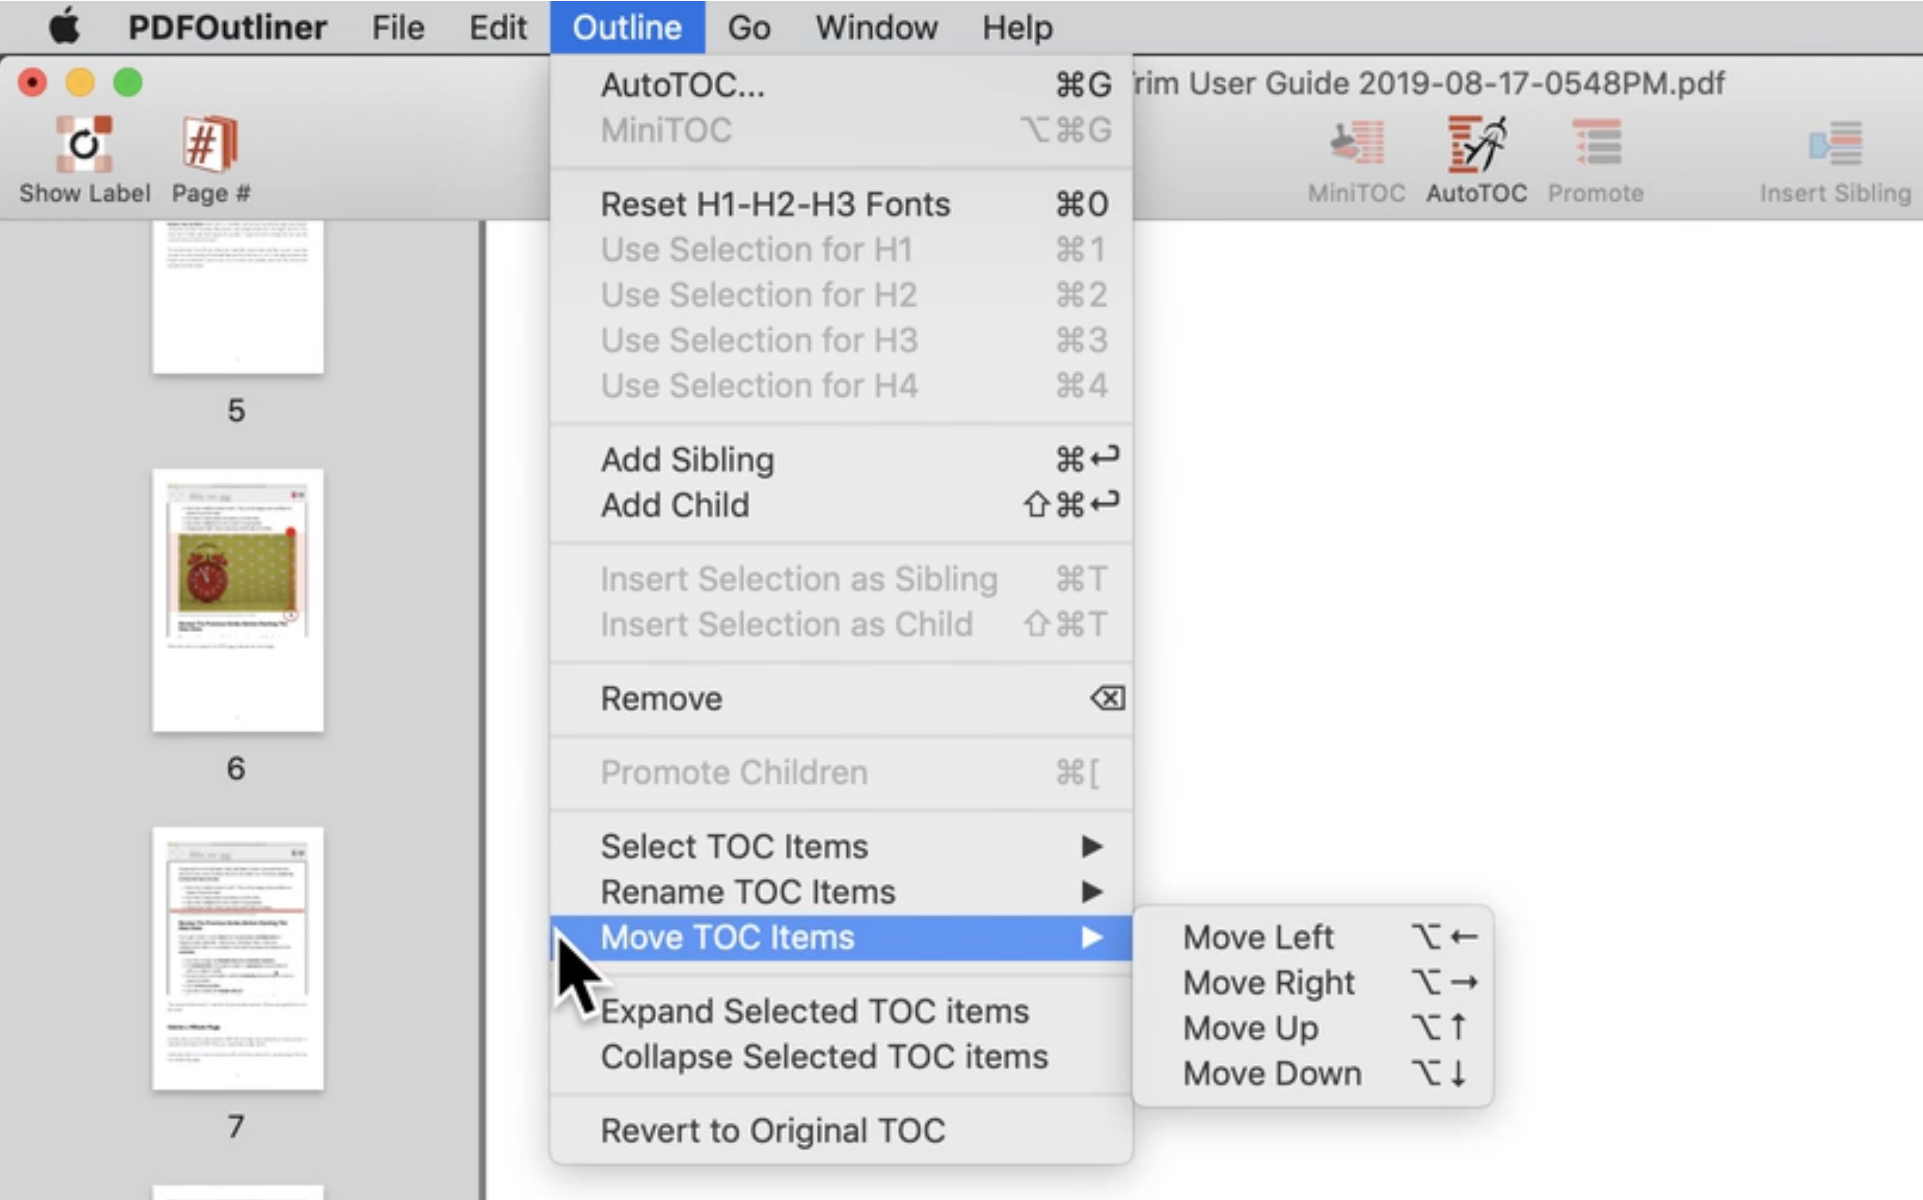 PDFOutliner File Edit Outline Go Window Help
rim User Guide 2019-08-17-0548PM.pdf
Show Label Page # MiniTOC AutoTOC Promote Insert Sibling
AutoTOC... ⌘G
MiniTOC ⌥⌘G
Reset H1-H2-H3 Fonts ⌘0
Use Selection for H1 ⌘1
Use Selection for H2 ⌘2
Use Selection for H3 ⌘3
Use Selection for H4 ⌘4
Add Sibling ⌘↩
Add Child ⇧⌘↩
Insert Selection as Sibling ⌘T
Insert Selection as Child ⇧⌘T
Remove ⌫
Promote Children ⌘[
Select TOC Items ▶
Rename TOC Items ▶
Move TOC Items ▶
Expand Selected TOC items
Collapse Selected TOC items
Revert to Original TOC
Move Left ⌥←
Move Right ⌥→
Move Up ⌥↑
Move Down ⌥↓
5
6
7